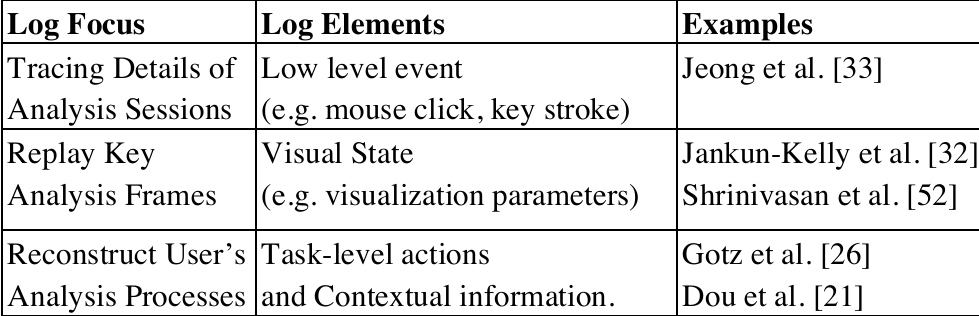 Log Focus Log Elements Examples
Tracing Details of Low level event Jeong et al. [33]
Analysis Sessions (e.g. mouse click, key stroke)
Replay Key Visual State Jankun-Kelly et al. [32]
Analysis Frames (e.g. visualization parameters) Shrinivasan et al. [52]
Reconstruct User’s Task-level actions Gotz et al. [26]
Analysis Processes and Contextual information. Dou et al. [21]